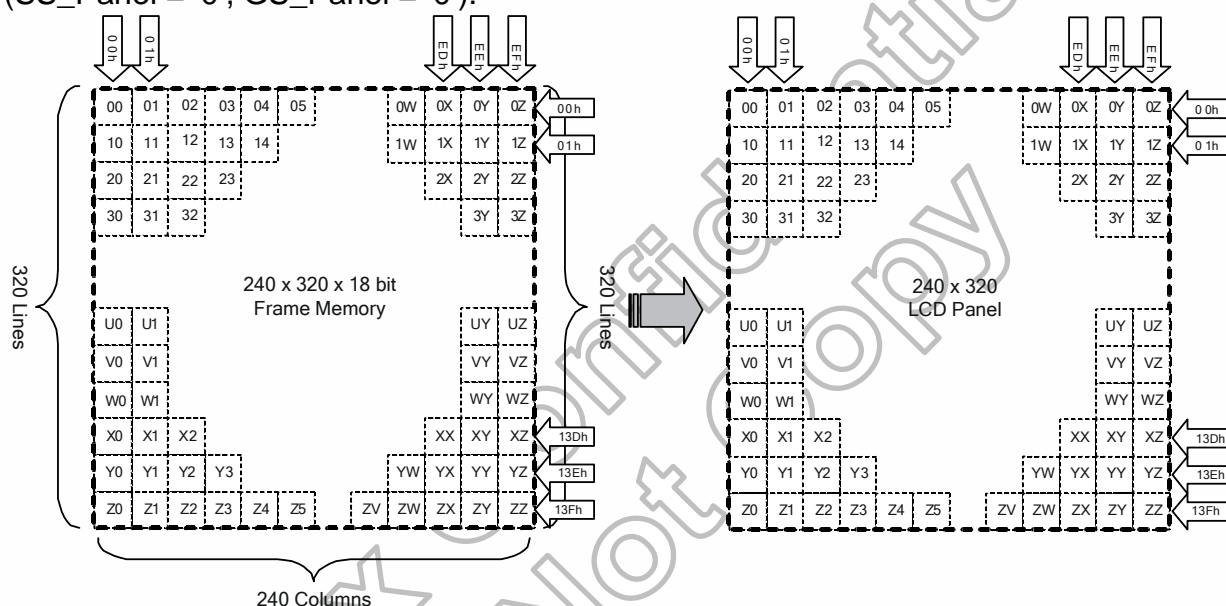 (SS_Panel = '0', GS_Panel = '0').
00h 01h EDh EEh EFh 00h 01h EDh EEh EFh
00 01 02 03 04 05 0W 0X 0Y 0Z 00h 00 01 02 03 04 05 0W 0X 0Y 0Z 00h
10 11 12 13 14 1W 1X 1Y 1Z 01h 10 11 12 13 14 1W 1X 1Y 1Z 01h
20 21 22 23 2X 2Y 2Z 20 21 22 23 2X 2Y 2Z
30 31 32 3Y 3Z 30 31 32 3Y 3Z
320 Lines
240 x 320 x 18 bit
Frame Memory
320 Lines
240 x 320
LCD Panel
U0 U1 UY UZ U0 U1 UY UZ
V0 V1 VY VZ V0 V1 VY VZ
W0 W1 WY WZ W0 W1 WY WZ
X0 X1 X2 XX XY XZ 13Dh X0 X1 X2 XX XY XZ 13Dh
Y0 Y1 Y2 Y3 YW YX YY YZ 13Eh Y0 Y1 Y2 Y3 YW YX YY YZ 13Eh
Z0 Z1 Z2 Z3 Z4 Z5 ZV ZW ZX ZY ZZ 13Fh Z0 Z1 Z2 Z3 Z4 Z5 ZV ZW ZX ZY ZZ 13Fh
240 Columns
Not Copy